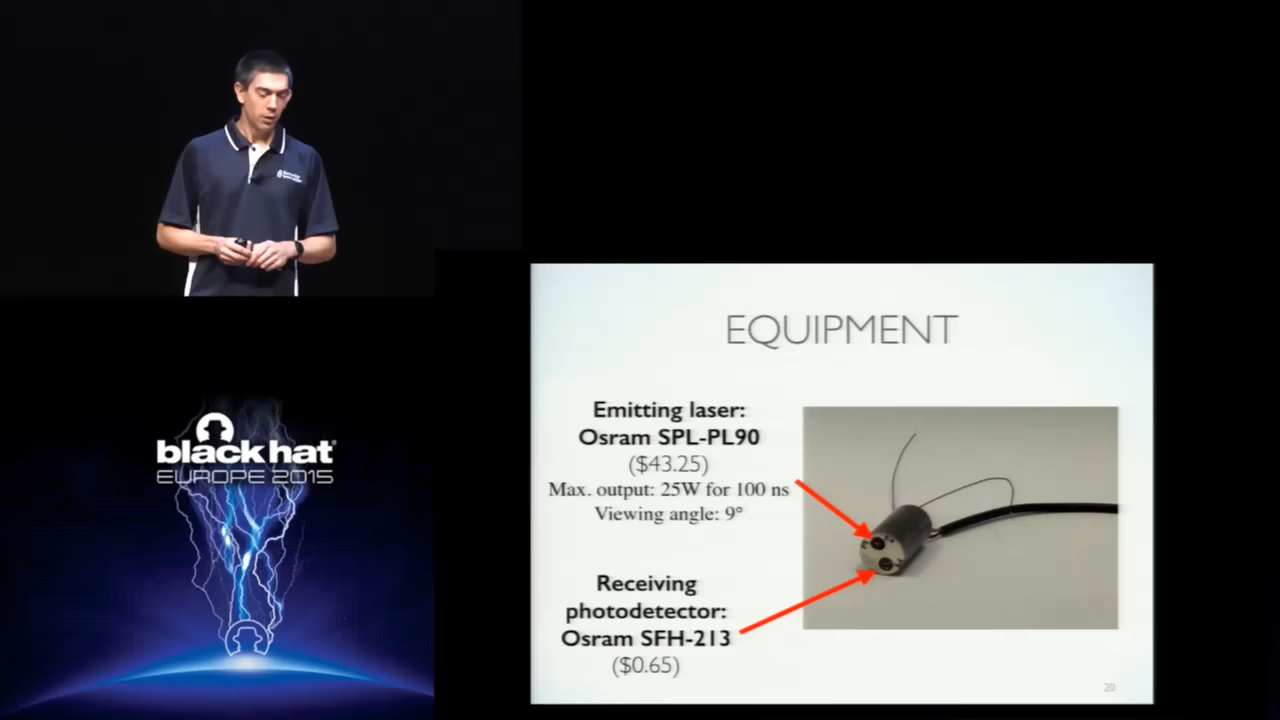 EQUIPMENT
Emitting laser:
Osram SPL-PL90
($43.25)
Max. output: 25W for 100 ns
Viewing angle: 9°
Receiving
photodetector:
Osram SFH-213
($0.65)
20
black hat
EUROPE 2015